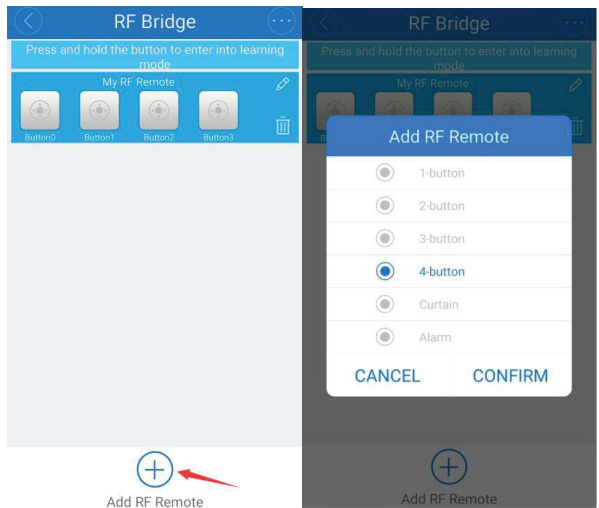 RF Bridge
Press and hold the button to enter into learning
mode
My RF Remote
Button0 Button1 Button2 Button3
Add RF Remote
RF Bridge
Press and hold the button to enter into learning
mode
My RF Remote
Add RF Remote
1-button
2-button
3-button
4-button
Curtain
Alarm
CANCEL CONFIRM
Add RF Remote